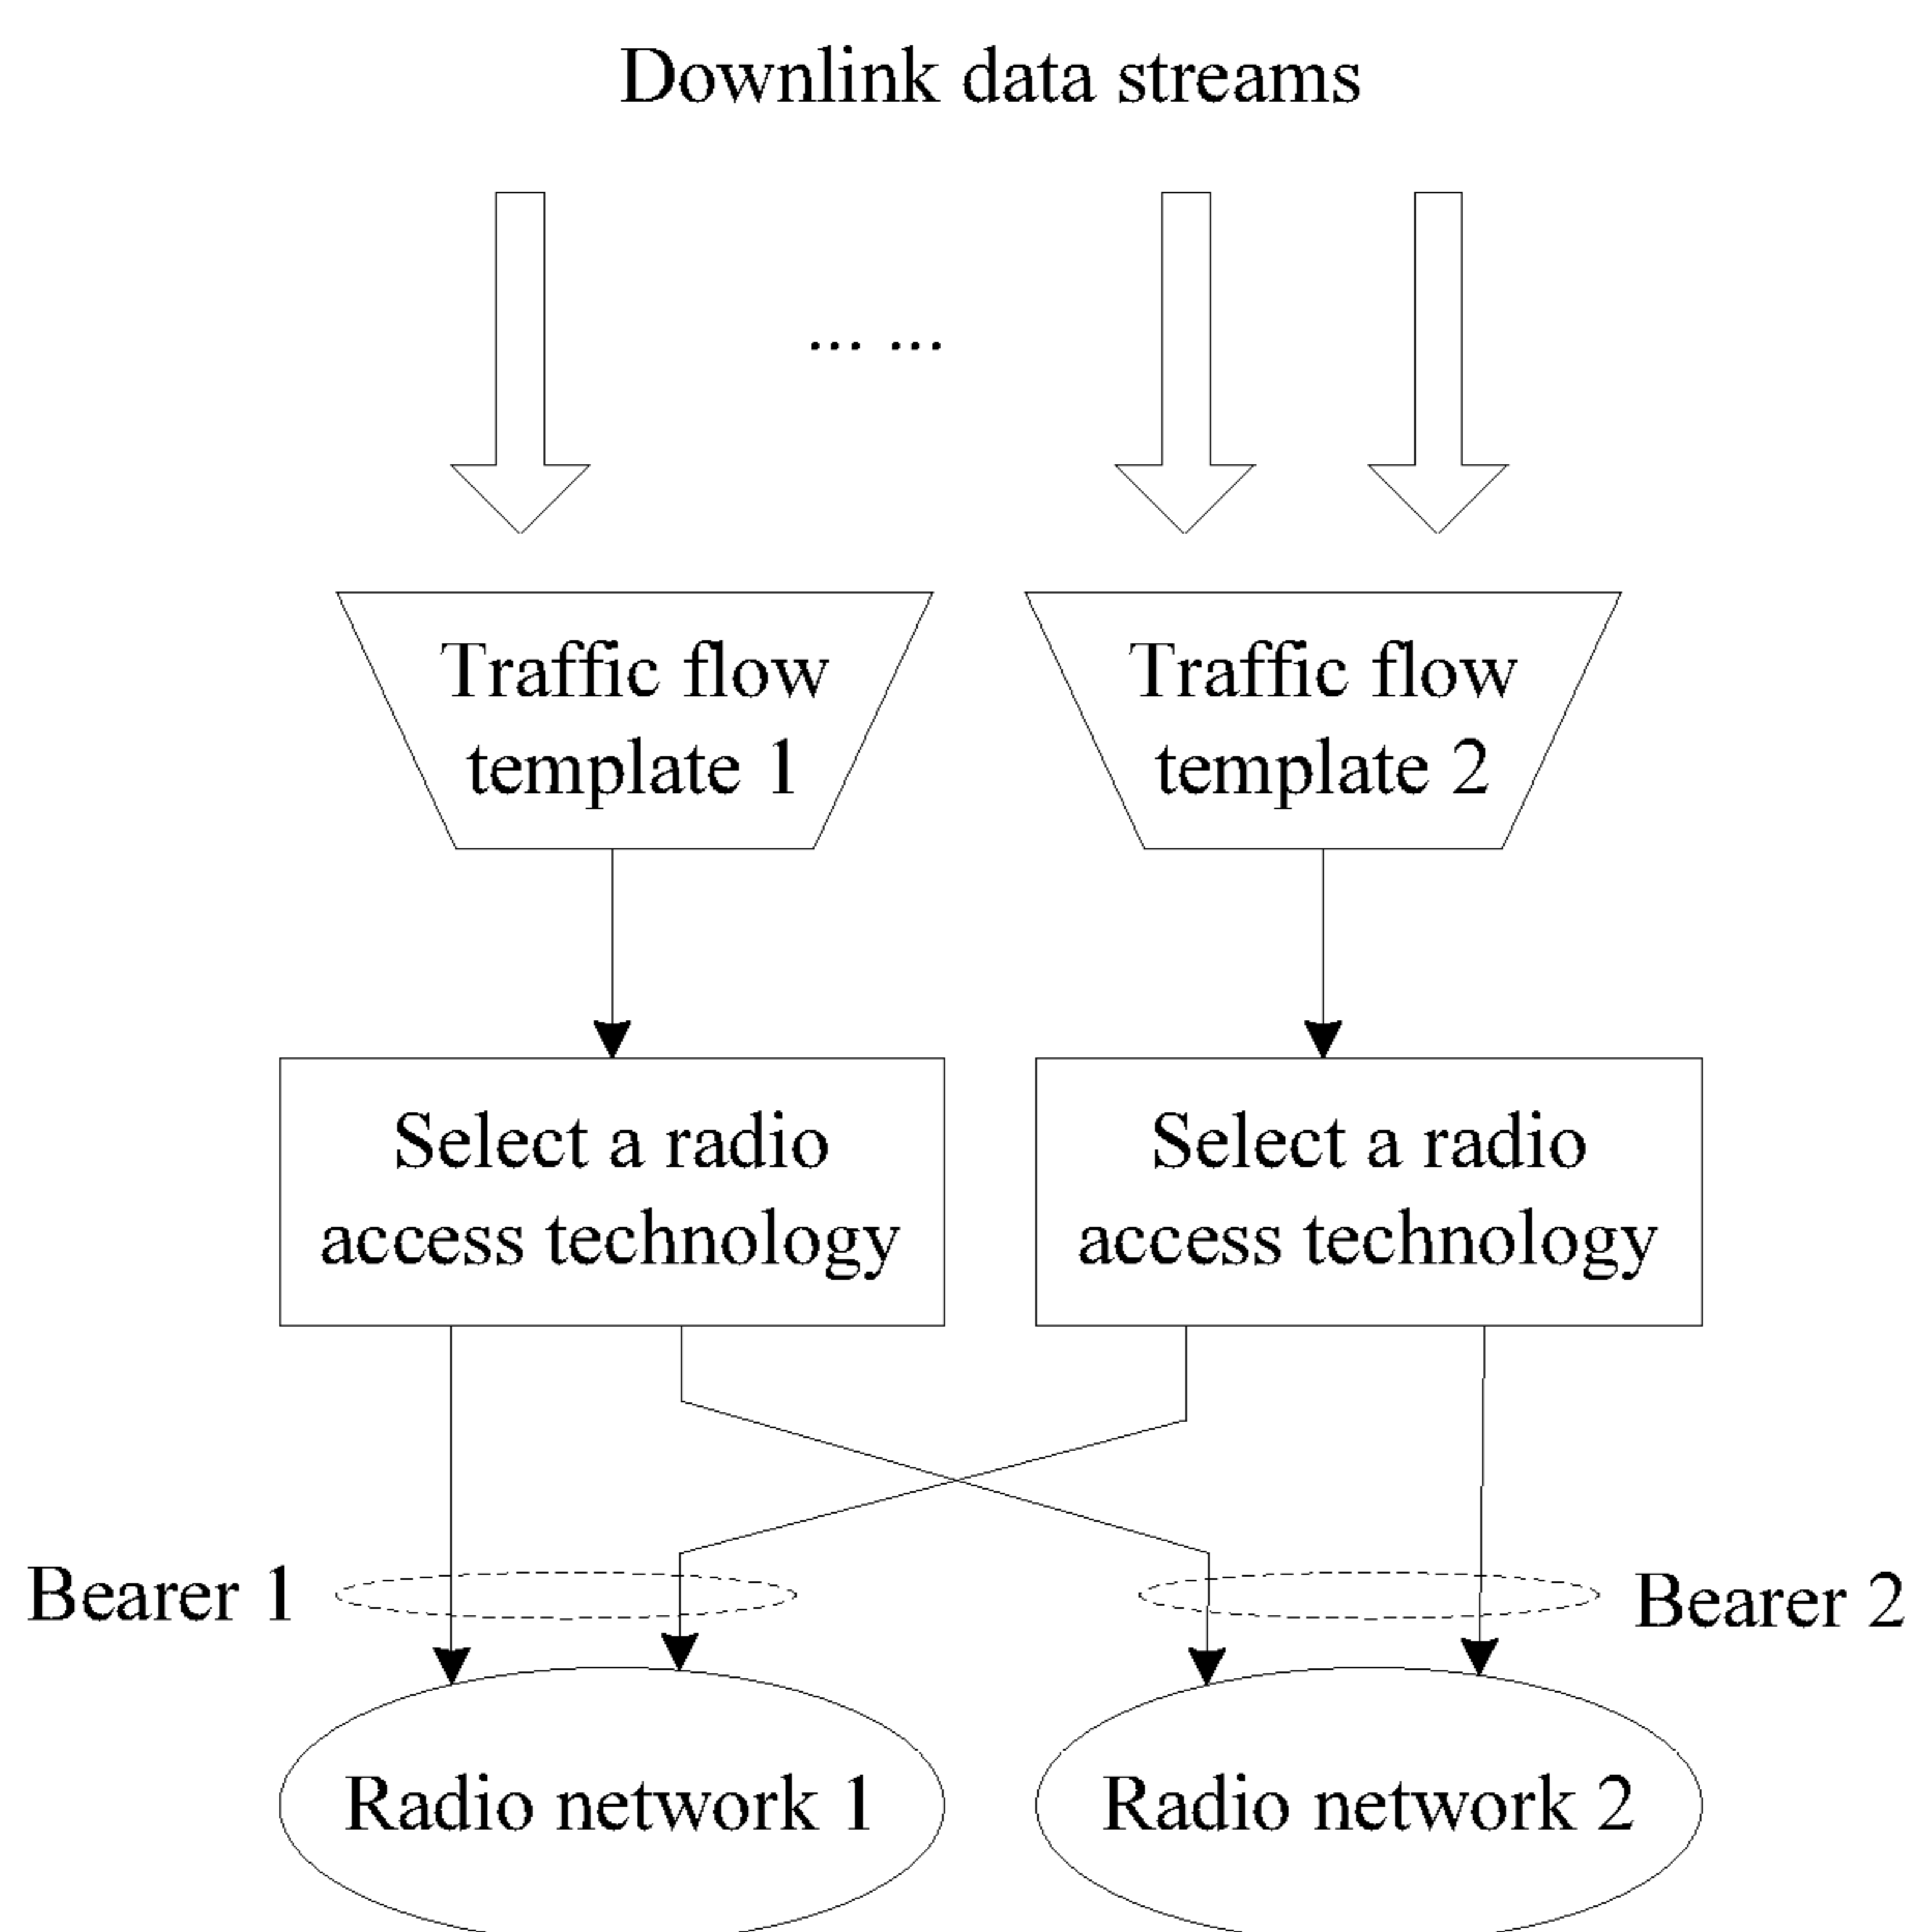 Downlink data streams
... ...
Traffic flow
template 1
Traffic flow
template 2
Select a radio
access technology
Select a radio
access technology
Bearer 1
Bearer 2
Radio network 1
Radio network 2